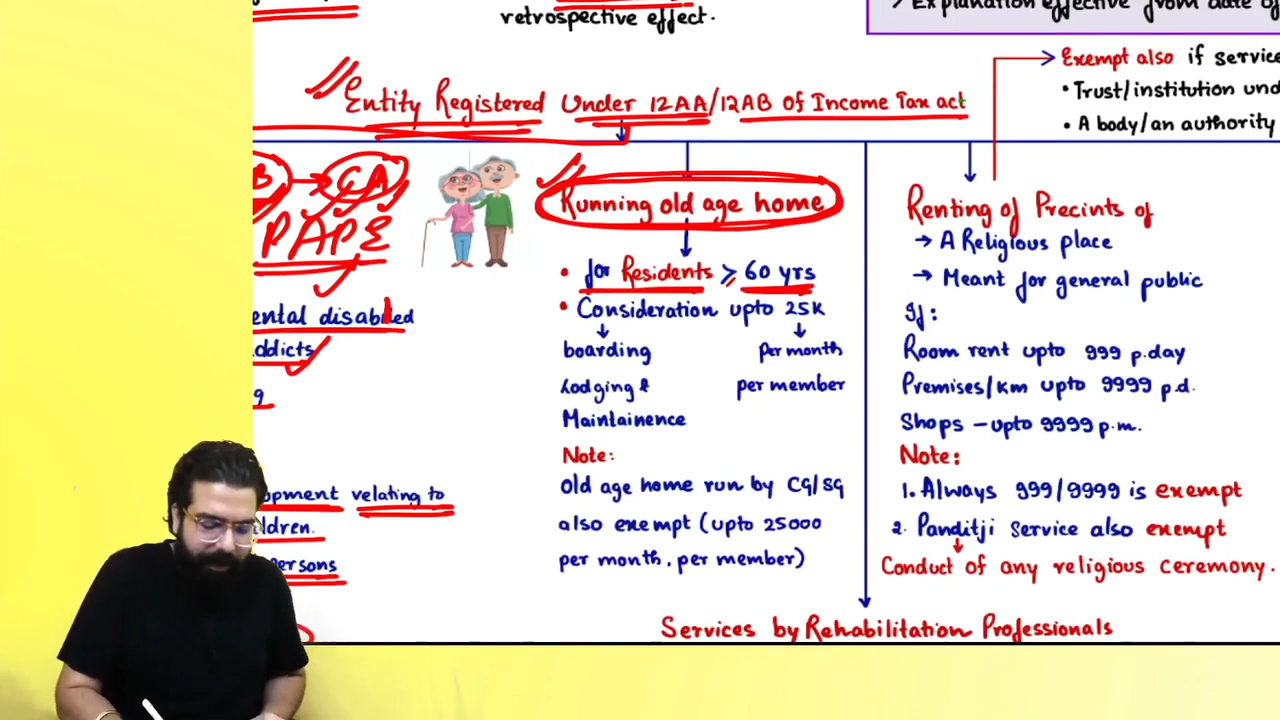 retrospective effect.
Explanation effective from date of
Exempt also if service
• Trust/institution und
• A body/an authority
Entity Registered Under 12AA/12AB Of Income Tax act
B → CA
PAPE
ental disabled
ddicts
g
opment relating to
ildren.
ersons
Running old age home
• for Residents ≥ 60 yrs
• Consideration upto 25K
boarding per month
Lodging & per member
Maintainence
Note:
Old age home run by CG/SG
also exempt (upto 25000
per month, per member)
Renting of Precints of
→ A Religious place
→ Meant for general public
If:
Room rent upto 999 p.day
Premises/Km upto 9999 p.d.
Shops – upto 9999 p.m.
Note:
1. Always 999/9999 is exempt
2. Panditji Service also exempt
Conduct of any religious ceremony.
Services by Rehabilitation Professionals